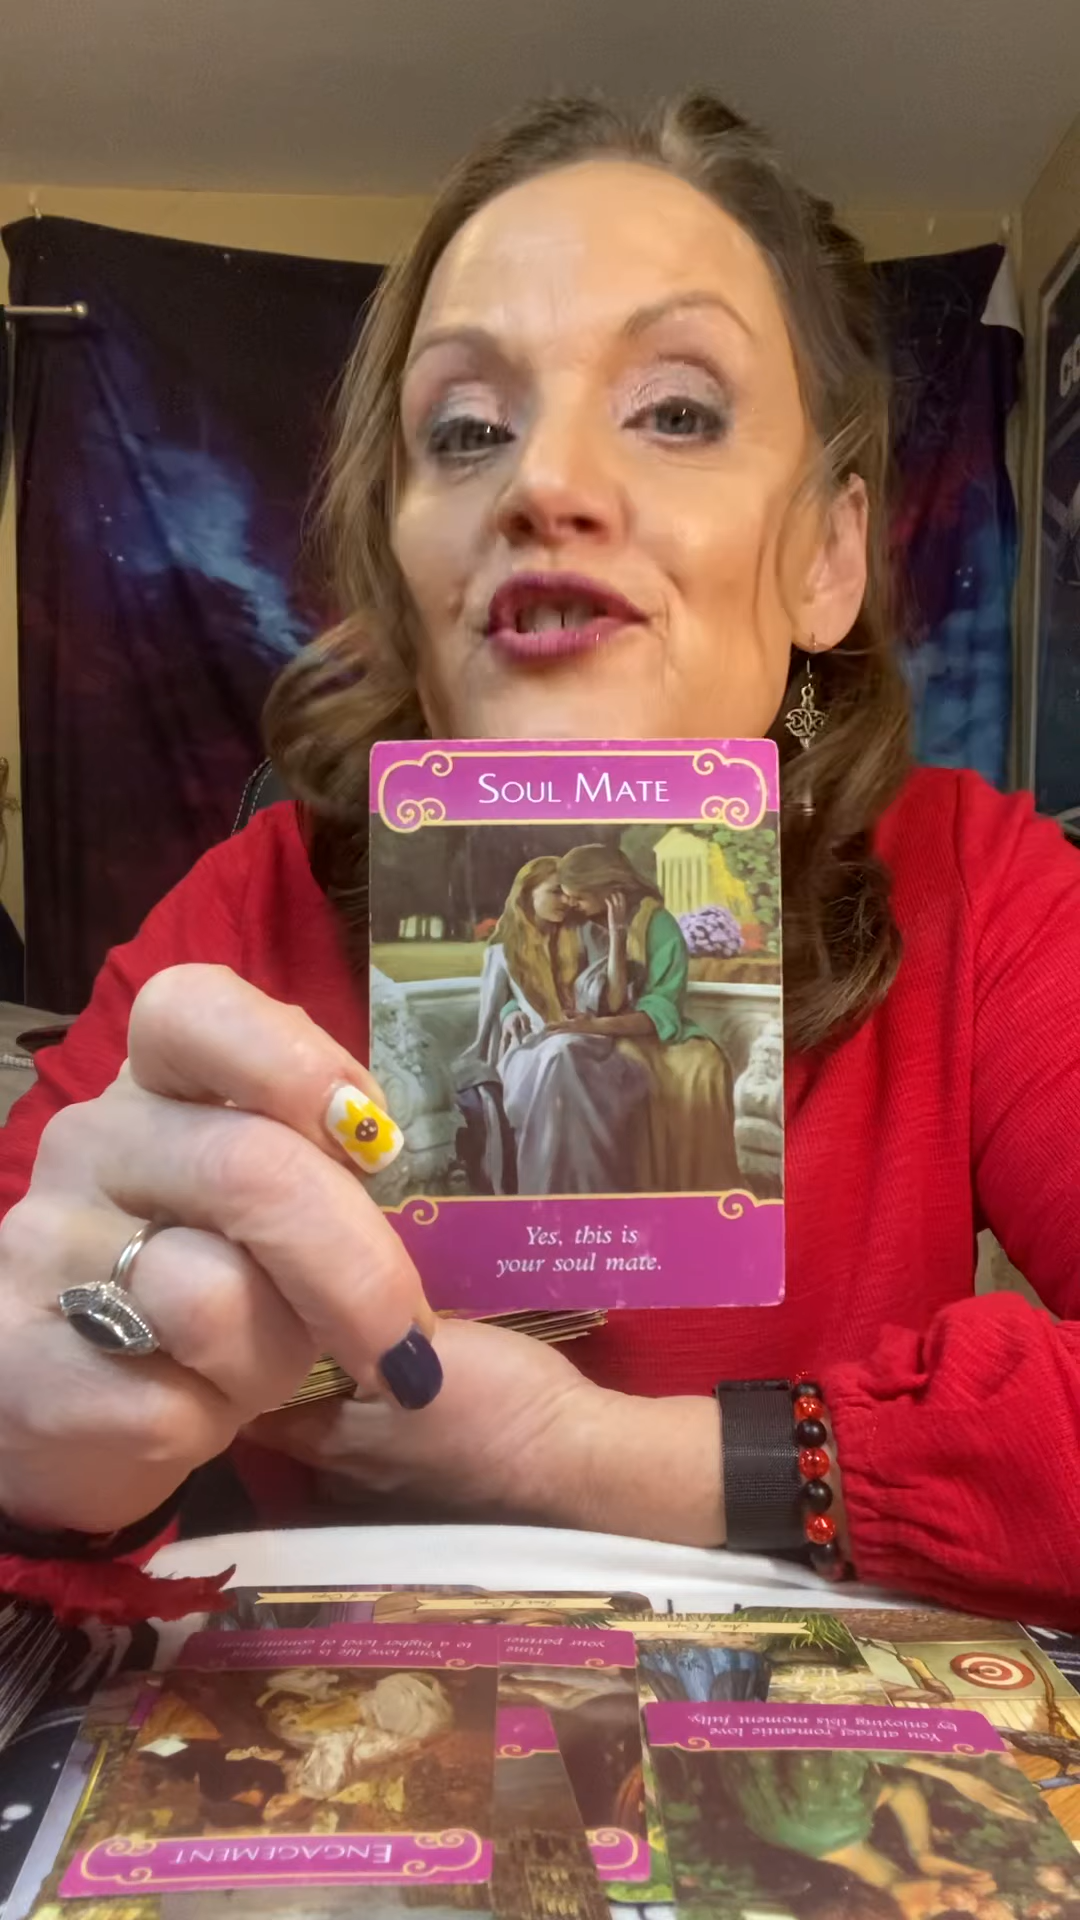 SOUL MATE
Yes, this is
your soul mate.
Your love life is ascending
to a higher level of commitment.
Time
your partner
You attract romantic love
by enjoying this moment fully.
ENGAGEMENT